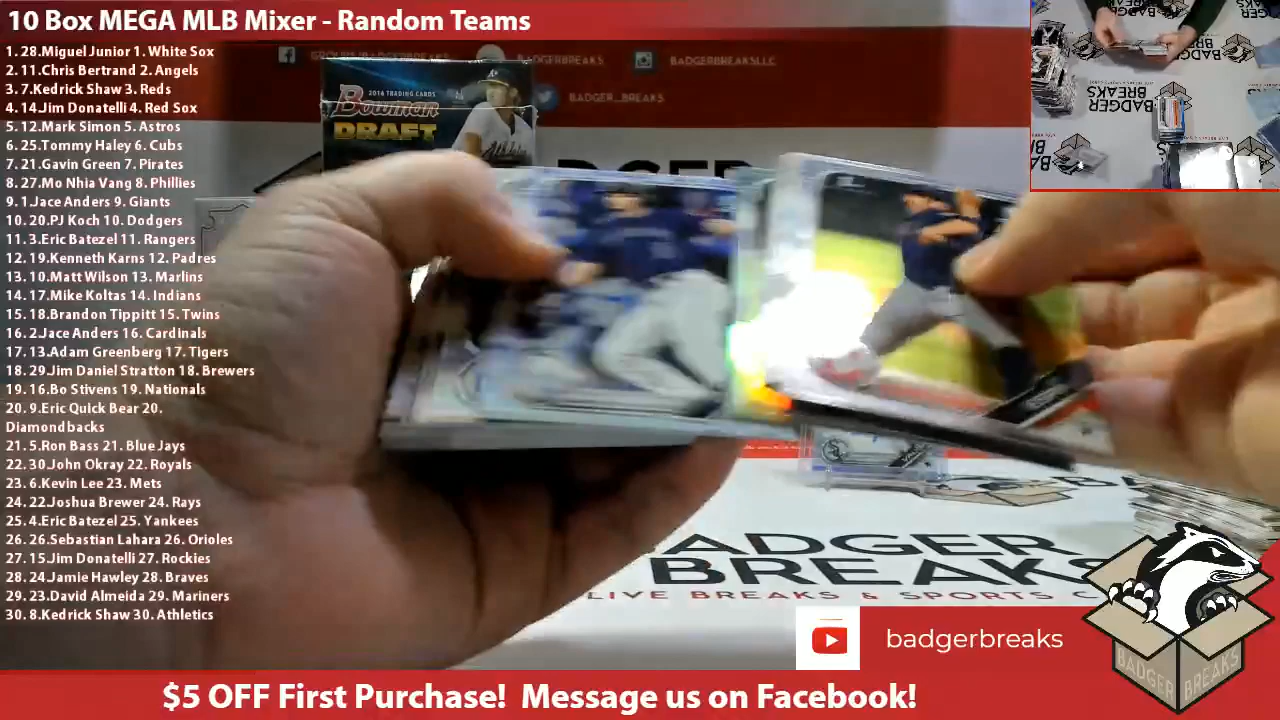 10 Box MEGA MLB Mixer - Random Teams
1. 28.Miguel Junior 1. White Sox
2. 11.Chris Bertrand 2. Angels
3. 7.Kedrick Shaw 3. Reds
4. 14.Jim Donatelli 4. Red Sox
5. 12.Mark Simon 5. Astros
6. 25.Tommy Haley 6. Cubs
7. 21.Gavin Green 7. Pirates
8. 27.Mo Nhia Vang 8. Phillies
9. 1.Jace Anders 9. Giants
10. 20.PJ Koch 10. Dodgers
11. 3.Eric Batezel 11. Rangers
12. 19.Kenneth Karns 12. Padres
13. 10.Matt Wilson 13. Marlins
14. 17.Mike Koltas 14. Indians
15. 18.Brandon Tippitt 15. Twins
16. 2.Jace Anders 16. Cardinals
17. 13.Adam Greenberg 17. Tigers
18. 29.Jim Daniel Stratton 18. Brewers
19. 16.Bo Stivens 19. Nationals
20. 9.Eric Quick Bear 20.
Diamondbacks
21. 5.Ron Bass 21. Blue Jays
22. 30.John Okray 22. Royals
23. 6.Kevin Lee 23. Mets
24. 22.Joshua Brewer 24. Rays
25. 4.Eric Batezel 25. Yankees
26. 26.Sebastian Lahara 26. Orioles
27. 15.Jim Donatelli 27. Rockies
28. 24.Jamie Hawley 28. Braves
29. 23.David Almeida 29. Mariners
30. 8.Kedrick Shaw 30. Athletics
BADGERBREAKSLLC
BADGER_BREAKS
2016 TRADING CARDS
Bowman
DRAFT
Athletics
BADGER
BREAKS
ADGER
BREAKS
LIVE BREAKS & SPORTS C
badgerbreaks
BADGER
BREAKS
$5 OFF First Purchase! Message us on Facebook!